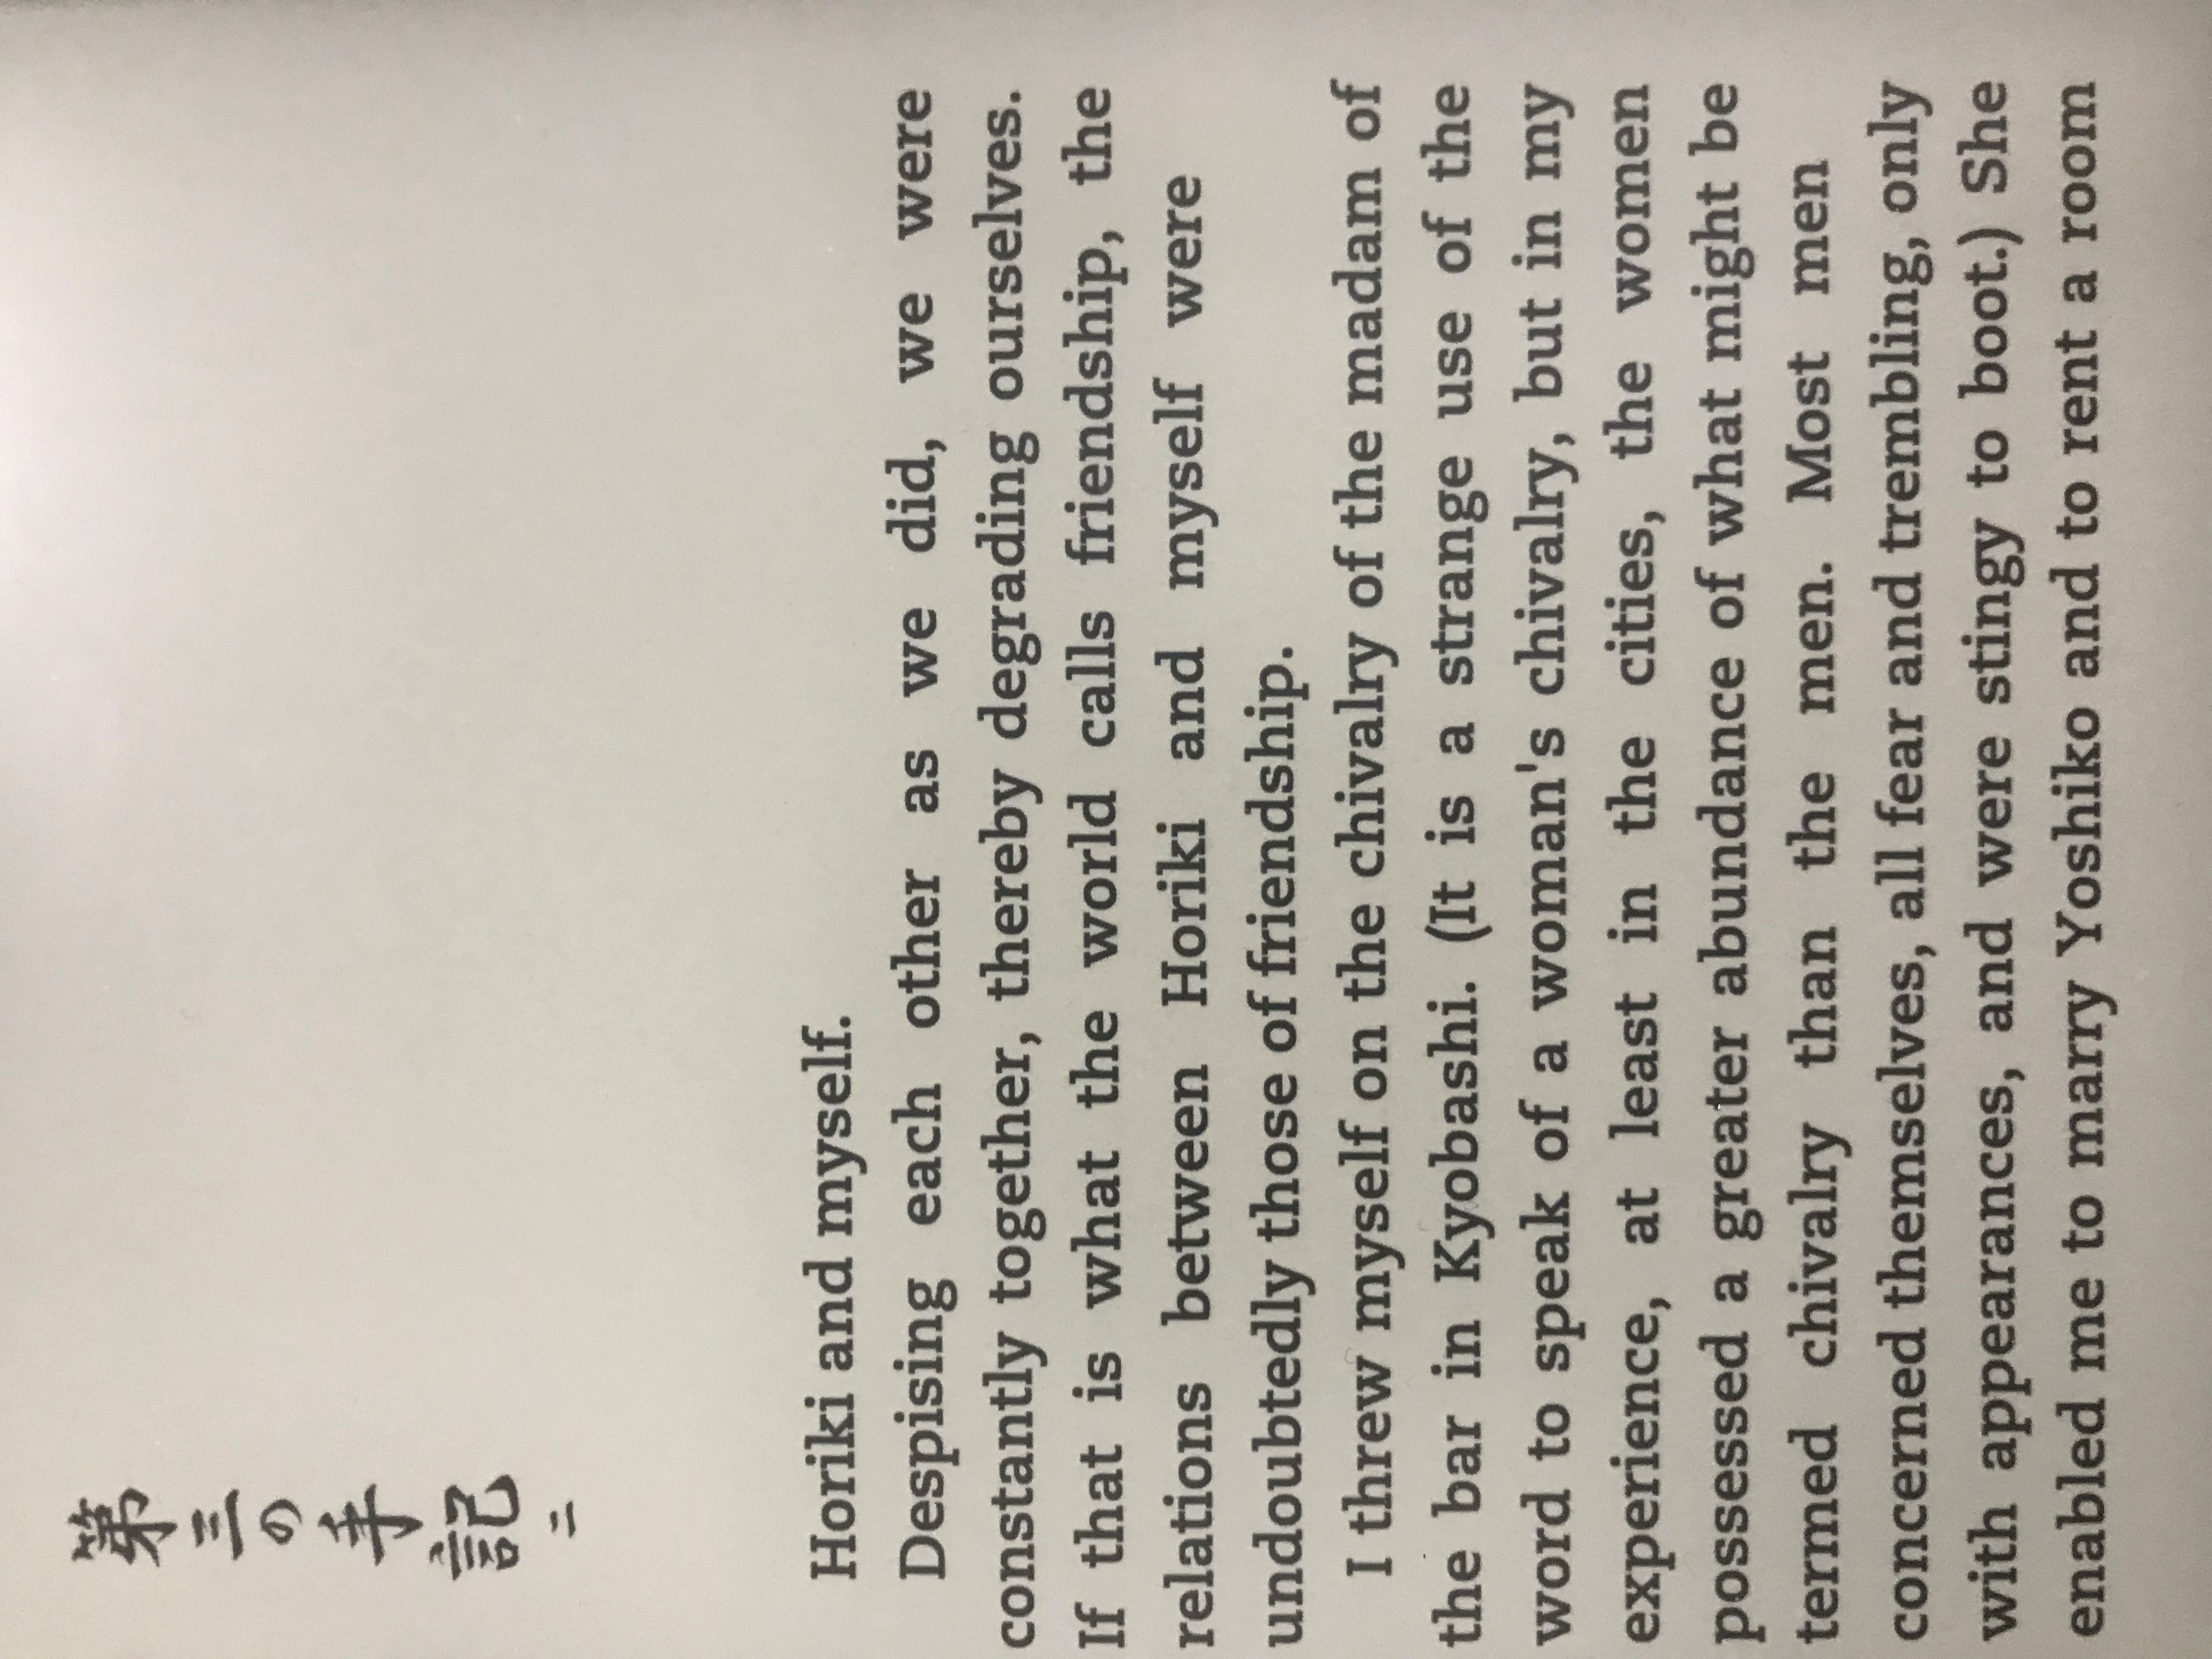 第三の手記二
Horiki and myself.
Despising each other as we did, we were
constantly together, thereby degrading ourselves.
If that is what the world calls friendship, the
relations between Horiki and myself were
undoubtedly those of friendship.
I threw myself on the chivalry of the madam of
the bar in Kyobashi. (It is a strange use of the
word to speak of a woman's chivalry, but in my
experience, at least in the cities, the women
possessed a greater abundance of what might be
termed chivalry than the men. Most men
concerned themselves, all fear and trembling, only
with appearances, and were stingy to boot.) She
enabled me to marry Yoshiko and to rent a room